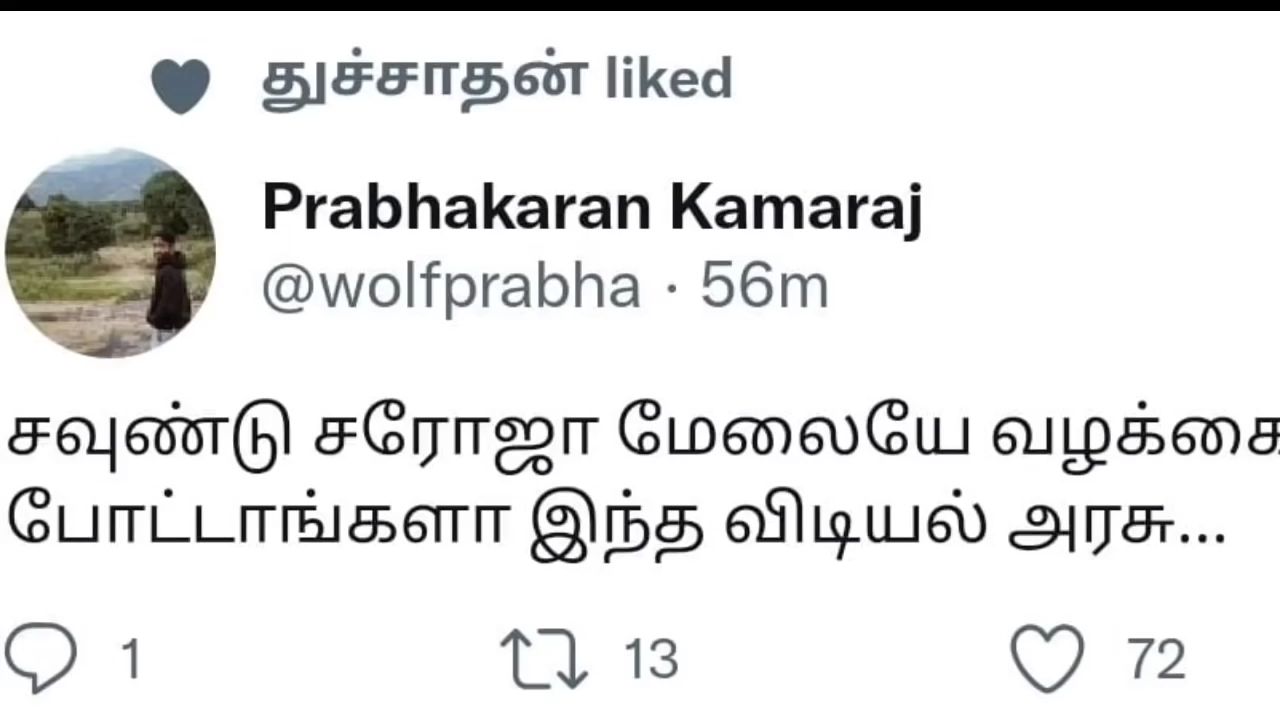 துச்சாதன் liked
Prabhakaran Kamaraj
@wolfprabha · 56m
சவுண்டு சரோஜா மேலையே வழக்கை
போட்டாங்களா இந்த விடியல் அரசு...
1 13 72